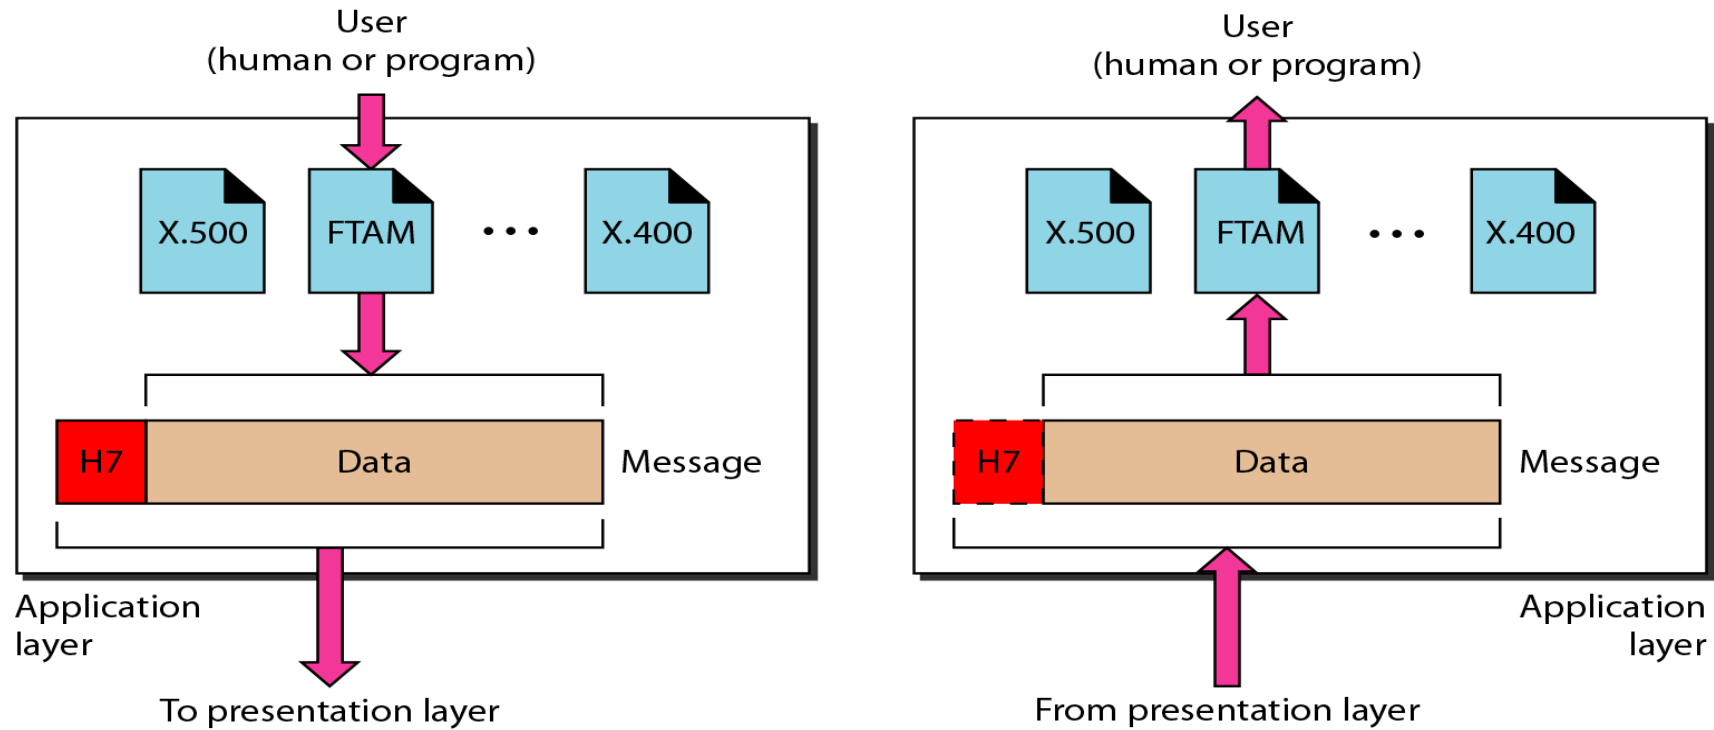 User
(human or program)
X.500
FTAM
...
X.400
H7
Data
Message
Application
layer
To presentation layer
User
(human or program)
X.500
FTAM
...
X.400
H7
Data
Message
Application
layer
From presentation layer